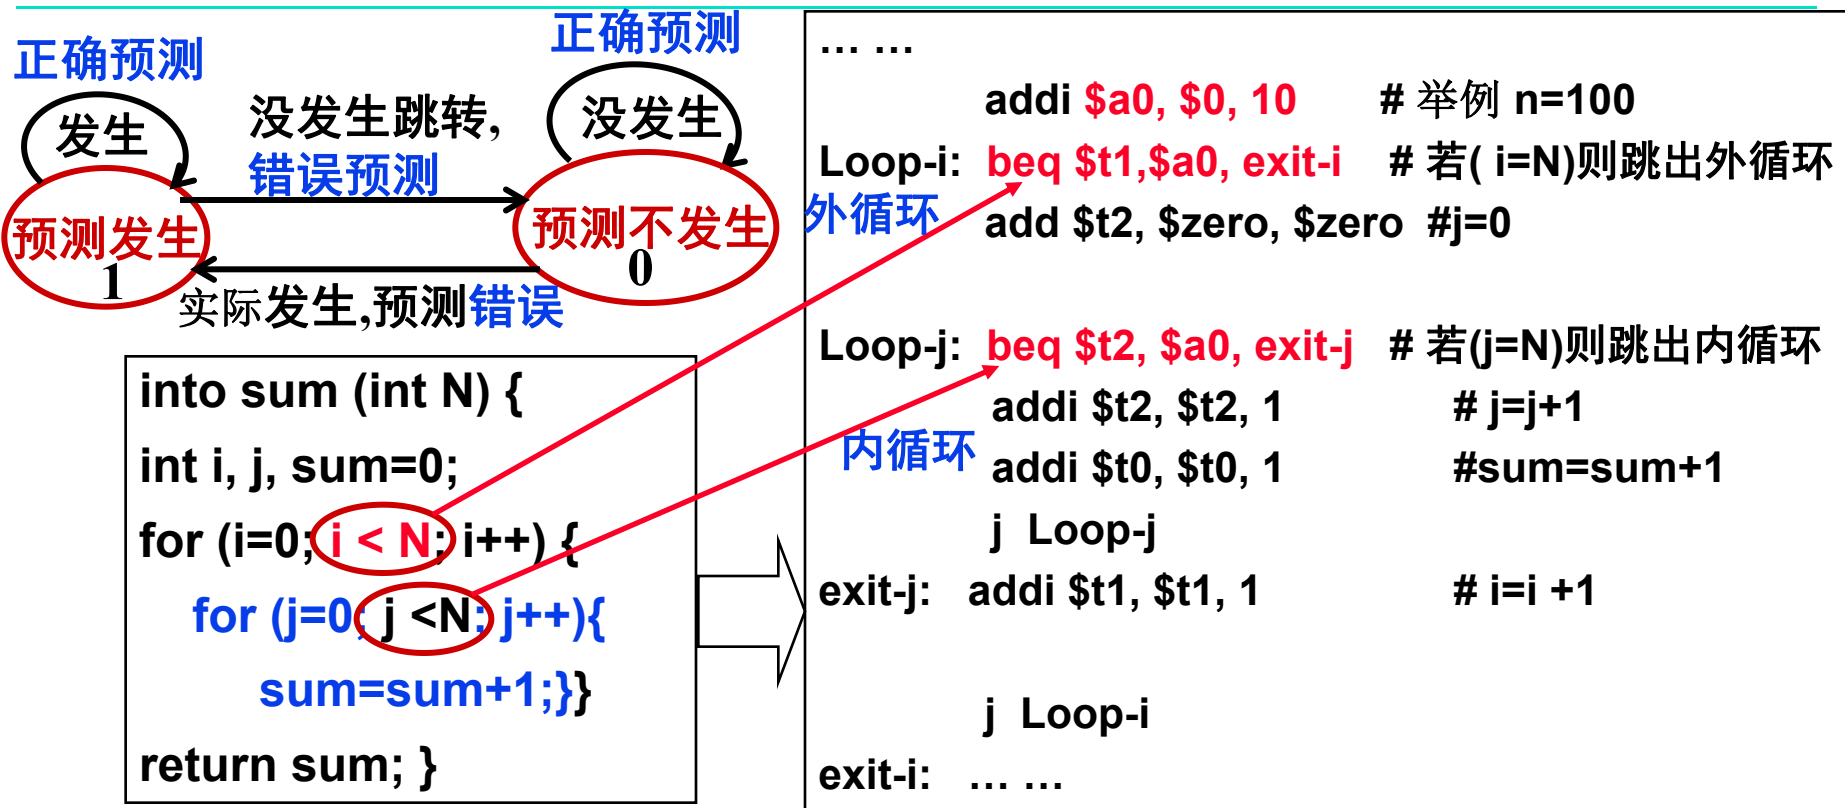 正确预测
正确预测
发生
没发生跳转,
错误预测
没发生
预测发生
1
预测不发生
0
实际发生,预测错误
into sum (int N) {
int i, j, sum=0;
for (i=0; i < N; i++) {
for (j=0; j <N; j++){
sum=sum+1;}}
return sum; }
… …
addi $a0, $0, 10 # 举例 n=100
Loop-i: beq $t1,$a0, exit-i # 若( i=N)则跳出外循环
外循环
add $t2, $zero, $zero #j=0
Loop-j: beq $t2, $a0, exit-j # 若(j=N)则跳出内循环
addi $t2, $t2, 1 # j=j+1
内循环
addi $t0, $t0, 1 #sum=sum+1
j Loop-j
exit-j: addi $t1, $t1, 1 # i=i +1
j Loop-i
exit-i: … …